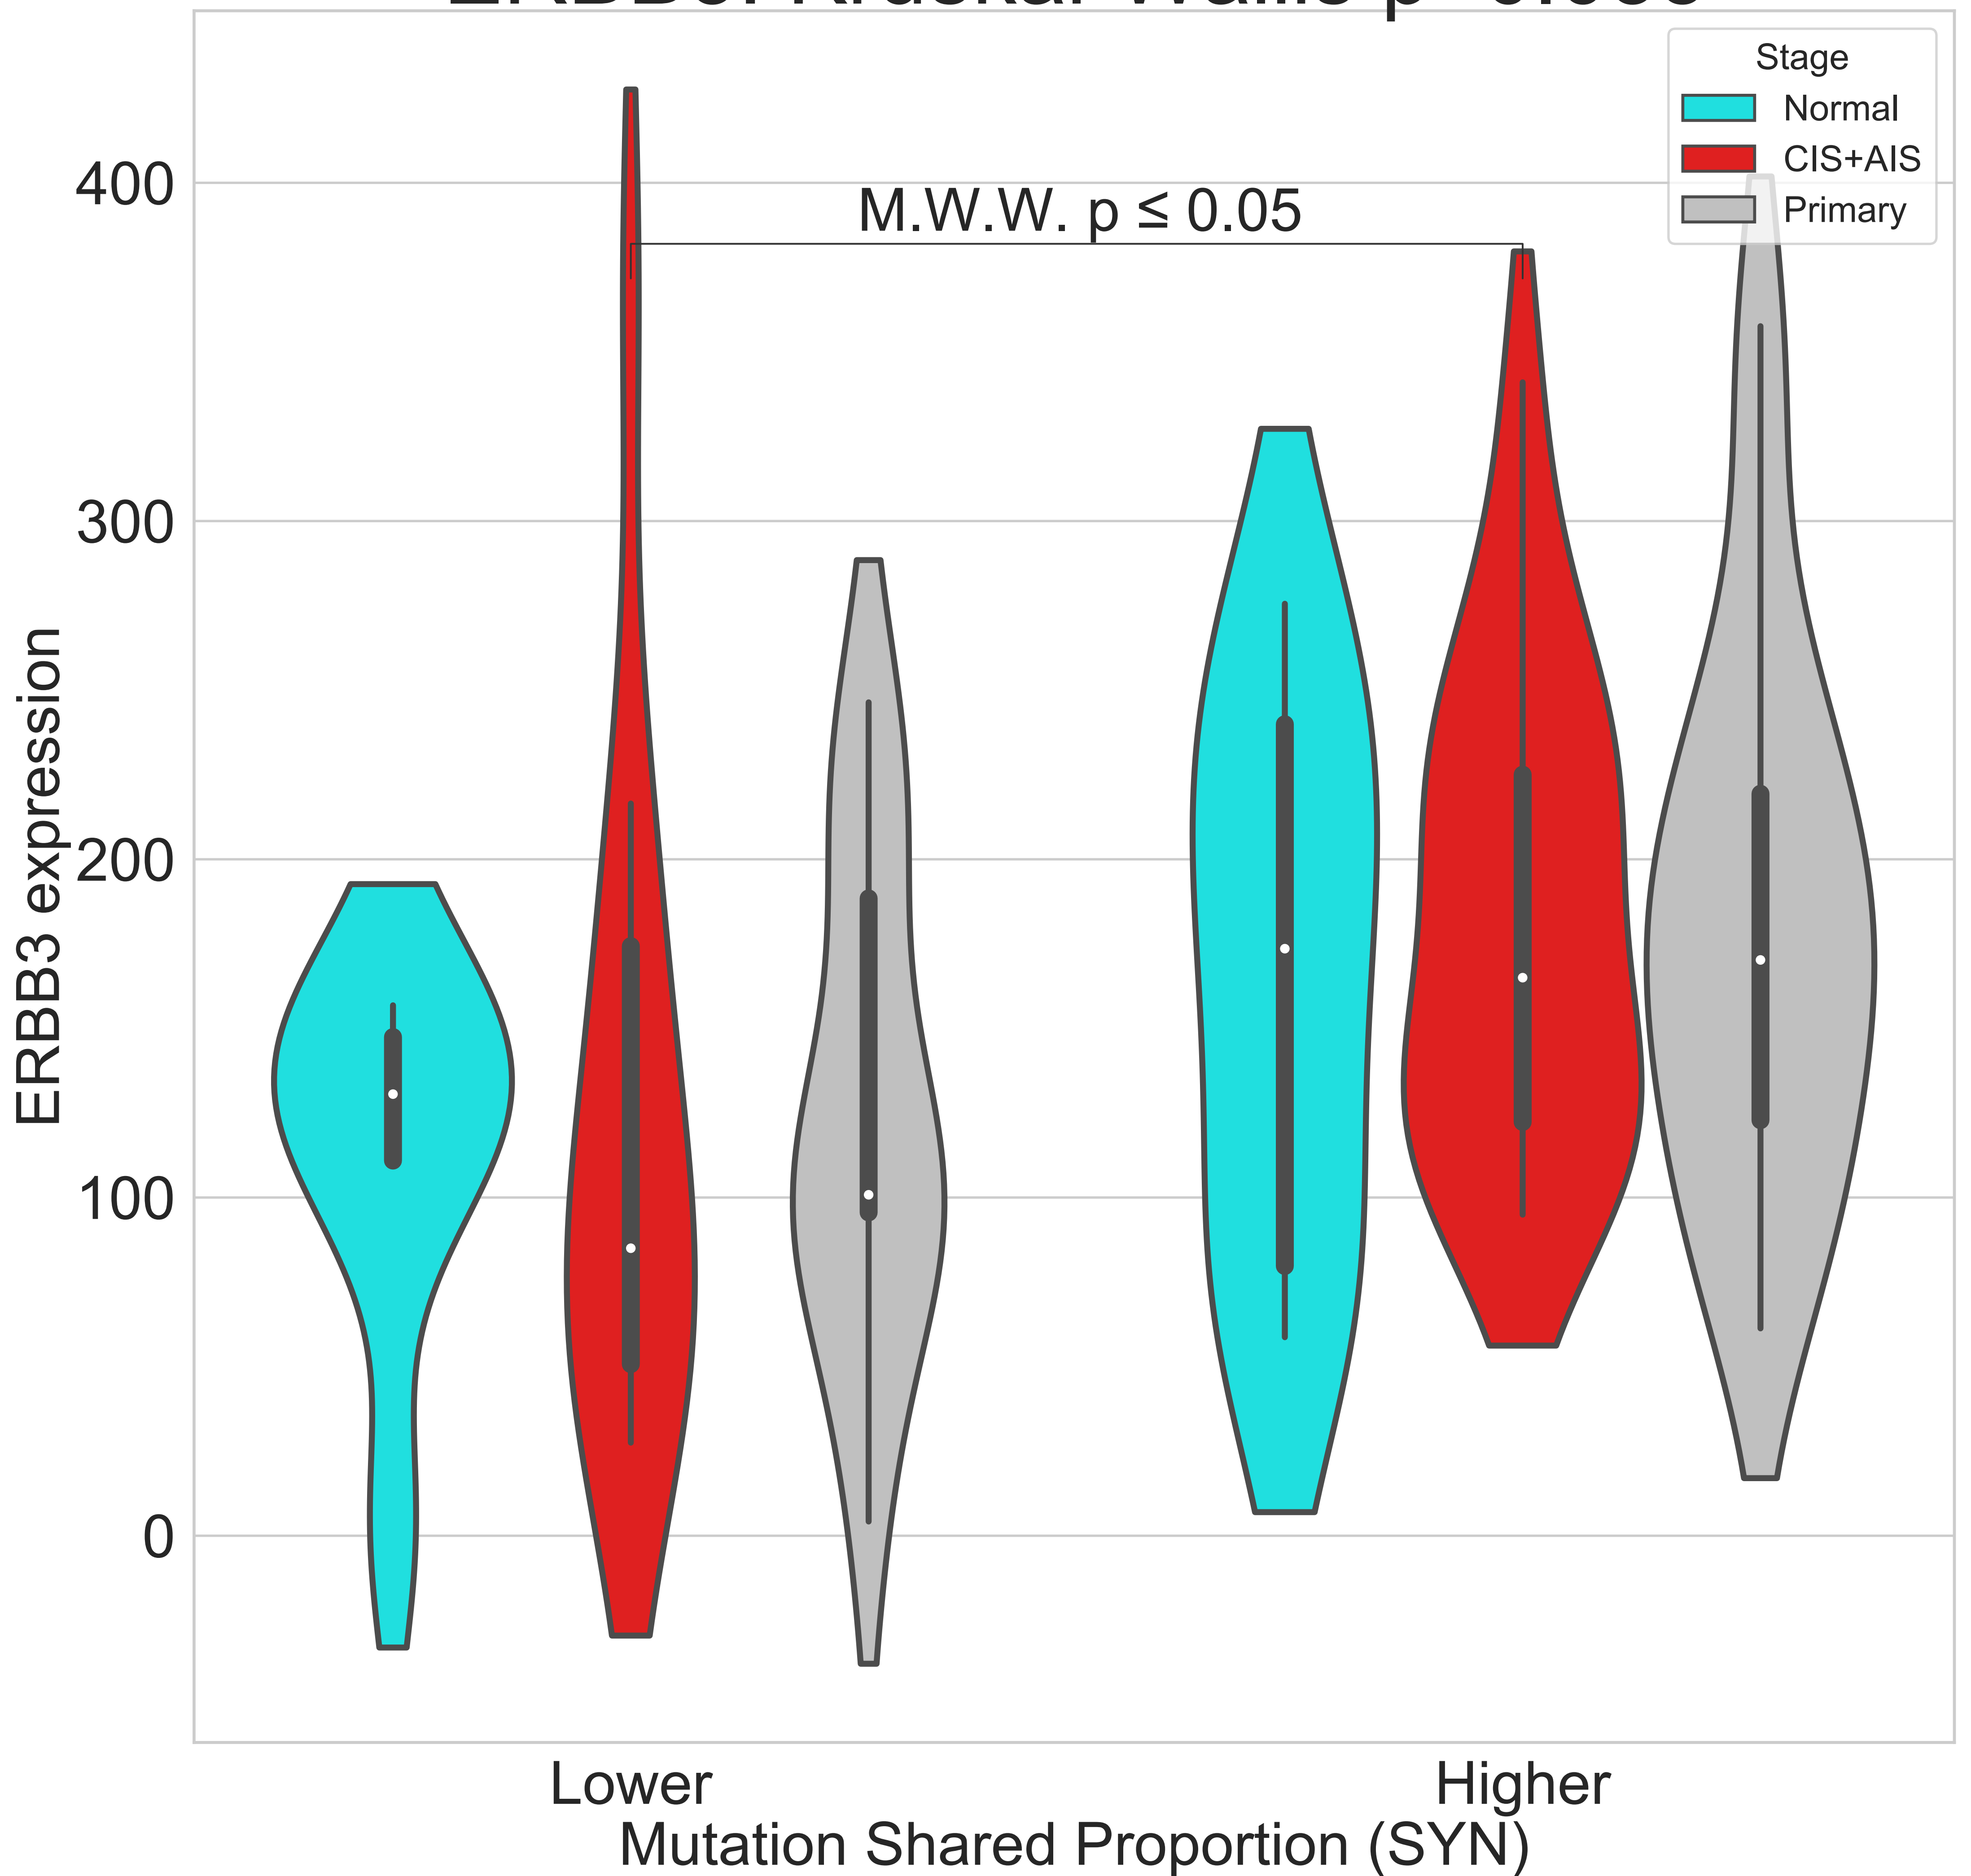 Stage
Normal
CIS+AIS
Primary
M.W.W. p ≤ 0.05
400
300
200
100
0
ERBB3 expression
Lower
Higher
Mutation Shared Proportion (SYN)